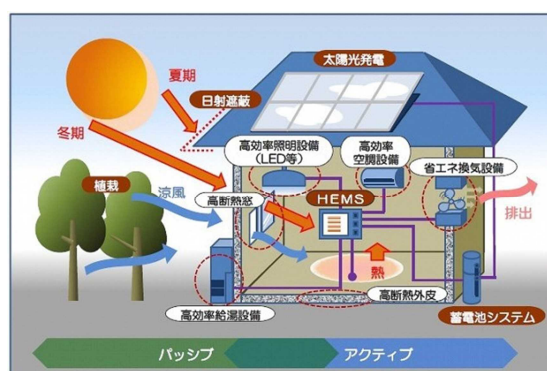 太陽光発電
夏期
日射遮蔽
冬期
高効率照明設備
(LED等)
高効率
空調設備
省エネ換気設備
植栽
涼風
高断熱窓
HEMS
排出
熱
高効率給湯設備
高断熱外皮
蓄電池システム
パッシブ
アクティブ